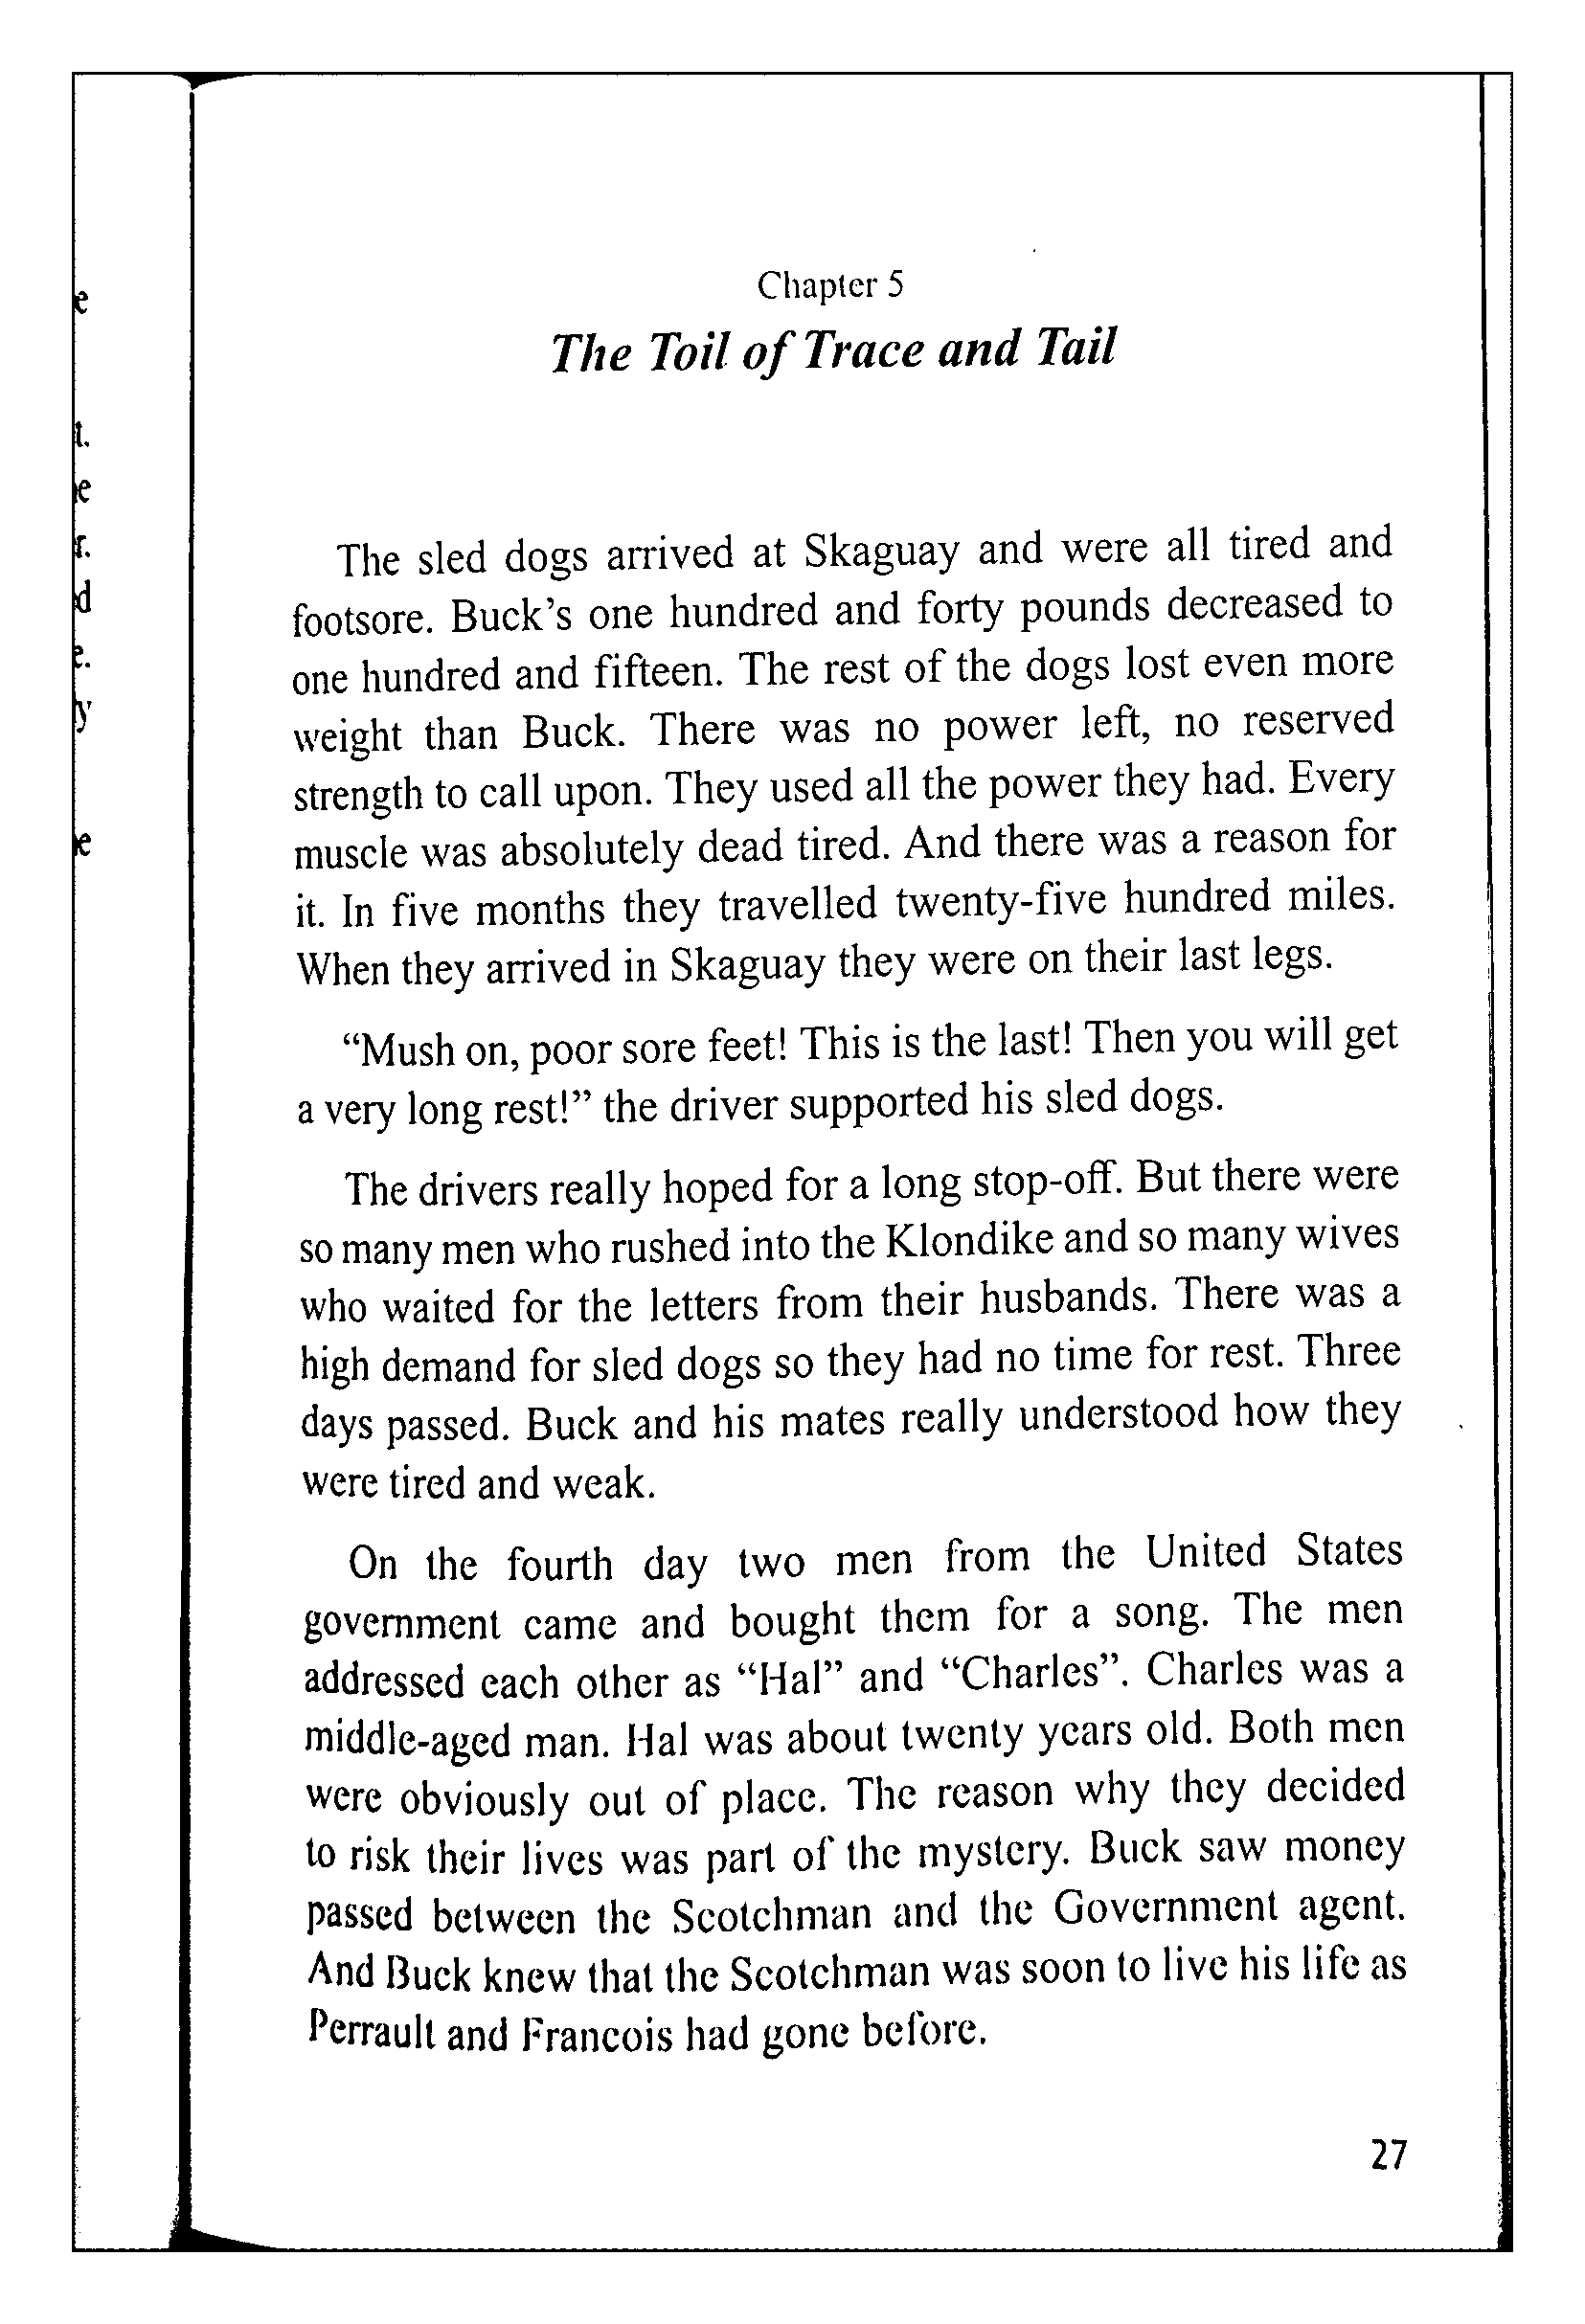 Chapter 5
The Toil of Trace and Tail
The sled dogs arrived at Skaguay and were all tired and
footsore. Buck's one hundred and forty pounds decreased to
one hundred and fifteen. The rest of the dogs lost even more
weight than Buck. There was no power left, no reserved
strength to call upon. They used all the power they had. Every
muscle was absolutely dead tired. And there was a reason for
it. In five months they travelled twenty-five hundred miles.
When they arrived in Skaguay they were on their last legs.
“Mush on, poor sore feet! This is the last! Then you will get
a very long rest!” the driver supported his sled dogs.
The drivers really hoped for a long stop-off. But there were
so many men who rushed into the Klondike and so many wives
who waited for the letters from their husbands. There was a
high demand for sled dogs so they had no time for rest. Three
days passed. Buck and his mates really understood how they
were tired and weak.
On the fourth day two men from the United States
government came and bought them for a song. The men
addressed each other as “Hal” and “Charles”. Charles was a
middle-aged man. Hal was about twenty years old. Both men
were obviously out of place. The reason why they decided
to risk their lives was part of the mystery. Buck saw money
passed between the Scotchman and the Government agent.
And Buck knew that the Scotchman was soon to live his life as
Perrault and Francois had gone before.
27